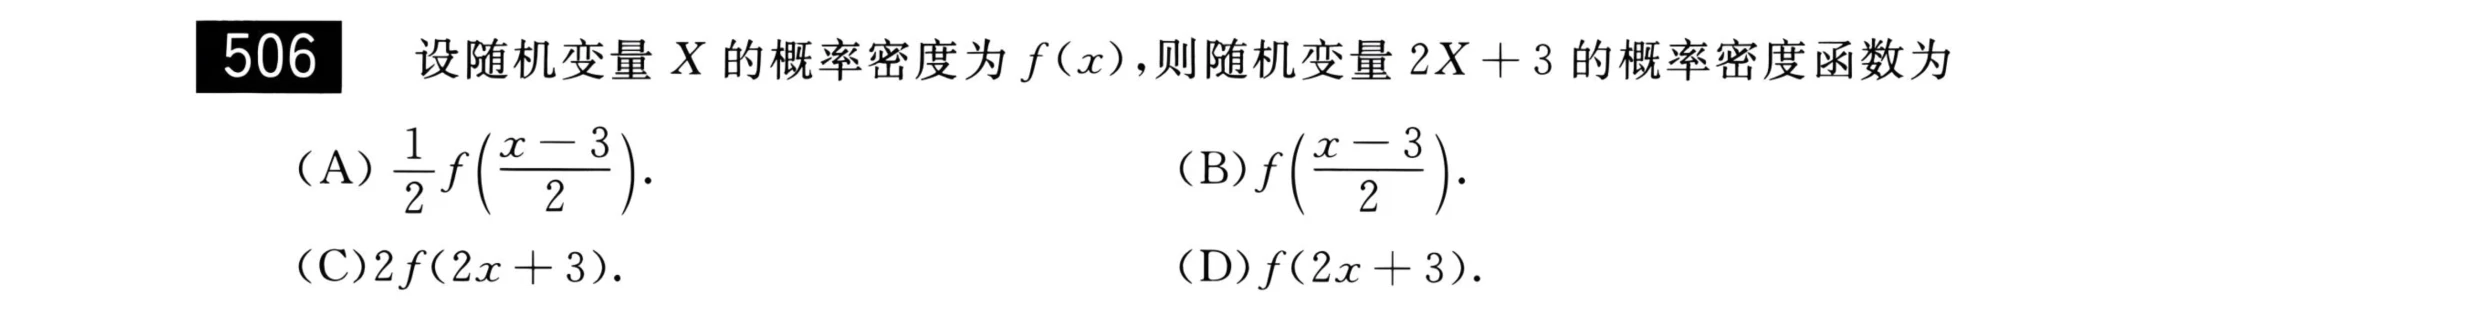 506 设随机变量 X 的概率密度为 f(x),则随机变量 2X+3 的概率密度函数为
(A) \frac{1}{2}f\left(\frac{x-3}{2}\right). (B) f\left(\frac{x-3}{2}\right).
(C) 2f(2x+3). (D) f(2x+3).